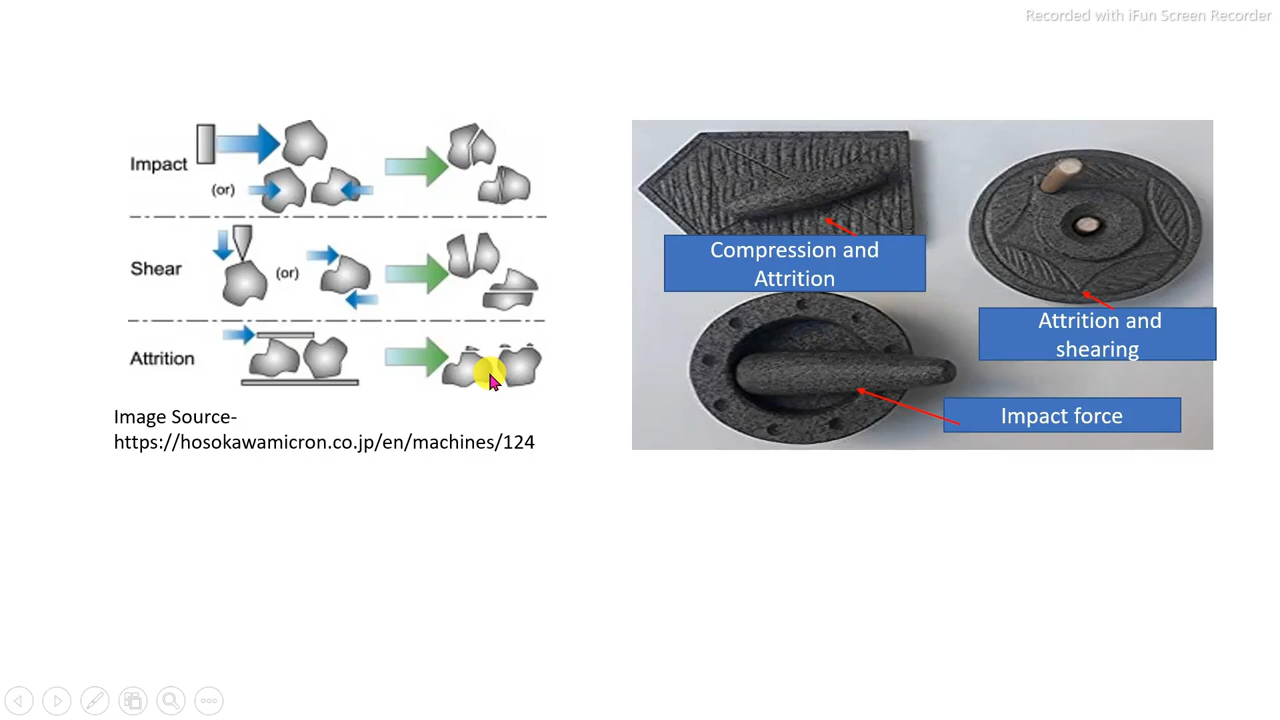 Recorded with iFun Screen Recorder
Impact
(or)
Shear
(or)
Attrition
Image Source-
https://hosokawamicron.co.jp/en/machines/124
Compression and
Attrition
Attrition and
shearing
Impact force